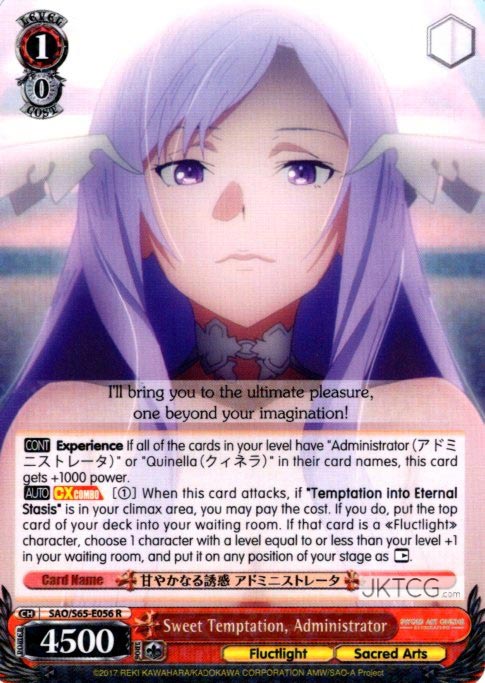 LEVEL
1
0
COST
I'll bring you to the ultimate pleasure,
one beyond your imagination!
CONT Experience If all of the cards in your level have "Administrator (アドミ
ニストレータ)" or "Quinella (クィネラ)" in their card names, this card
gets +1000 power.
AUTO CX COMBO [①] When this card attacks, if "Temptation into Eternal
Stasis" is in your climax area, you may pay the cost. If you do, put the top
card of your deck into your waiting room. If that card is a «Fluctlight»
character, choose 1 character with a level equal to or less than your level +1
in your waiting room, and put it on any position of your stage as
Card Name 甘やかなる誘惑 アドミニストレータ
JKTCG.com
CH SAO/S65-E056 R
POWER 4500 SOUL
Sweet Temptation, Administrator
SWORD ART ONLINE
Fluctlight Sacred Arts
©2017 REKI KAWAHARA/KADOKAWA CORPORATION AMW/SAO-A Project